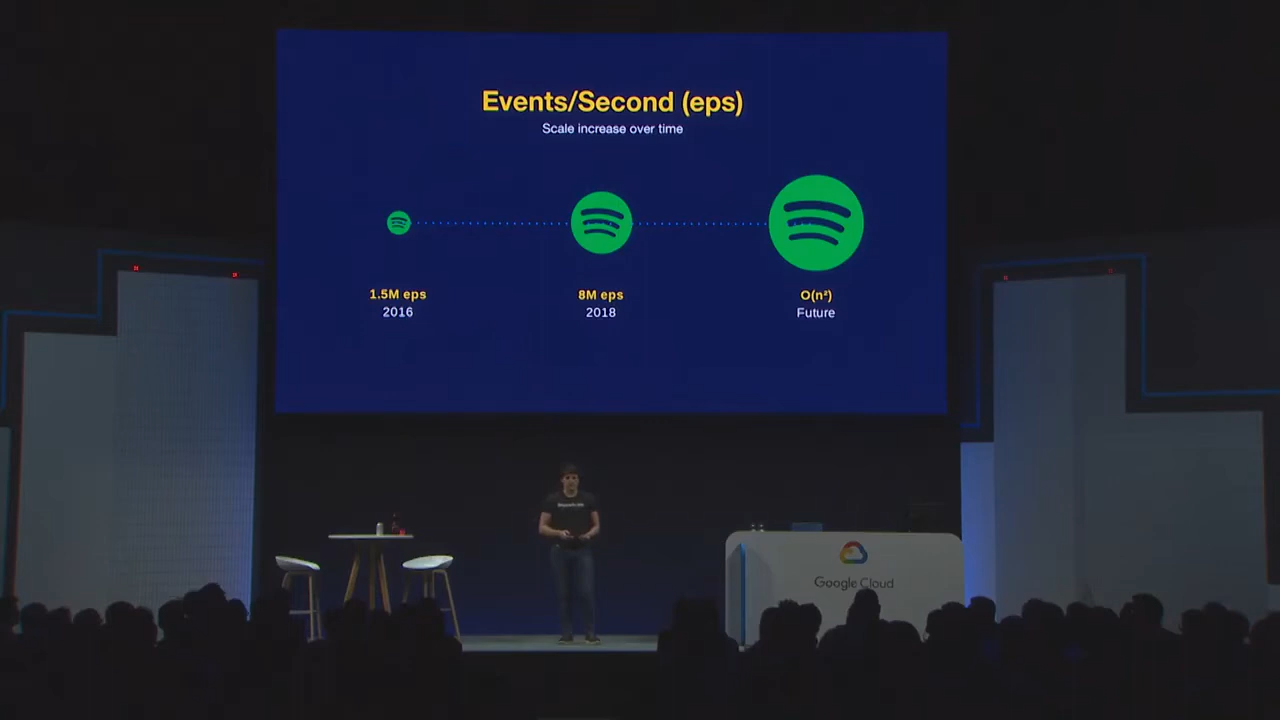 Events/Second (eps)
Scale increase over time
1.5M eps
2016
8M eps
2018
O(n²)
Future
Google Cloud